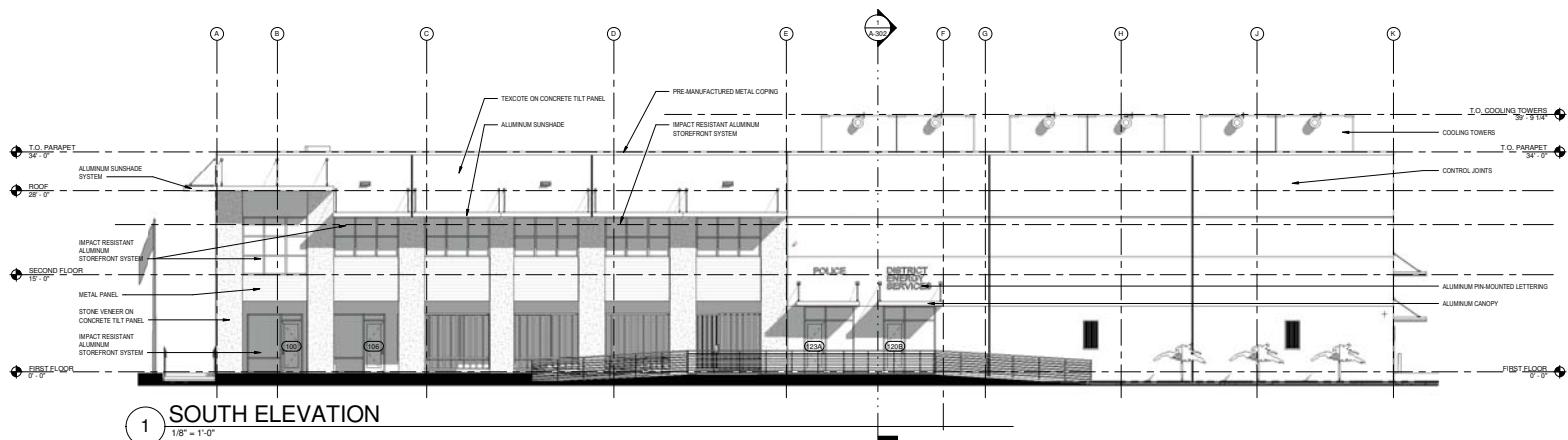 A
B
C
D
E
1
A-302
F
G
H
J
K
TEXCOTE ON CONCRETE TILT PANEL
PRE-MANUFACTURED METAL COPING
ALUMINUM SUNSHADE
IMPACT RESISTANT ALUMINUM
STOREFRONT SYSTEM
T.O. COOLING TOWERS
39' - 9 1/4"
COOLING TOWERS
T.O. PARAPET
34' - 0"
T.O. PARAPET
34' - 0"
ALUMINUM SUNSHADE
SYSTEM
CONTROL JOINTS
ROOF
28' - 0"
IMPACT RESISTANT
ALUMINUM
STOREFRONT SYSTEM
SECOND FLOOR
15' - 0"
POLICE
DISTRICT
ENERGY
SERVICES
METAL PANEL
ALUMINUM PIN-MOUNTED LETTERING
ALUMINUM CANOPY
STONE VENEER ON
CONCRETE TILT PANEL
IMPACT RESISTANT
ALUMINUM
STOREFRONT SYSTEM
100
106
123A
120B
FIRST FLOOR
0' - 0"
FIRST FLOOR
0' - 0"
1 SOUTH ELEVATION
1/8" = 1'-0"